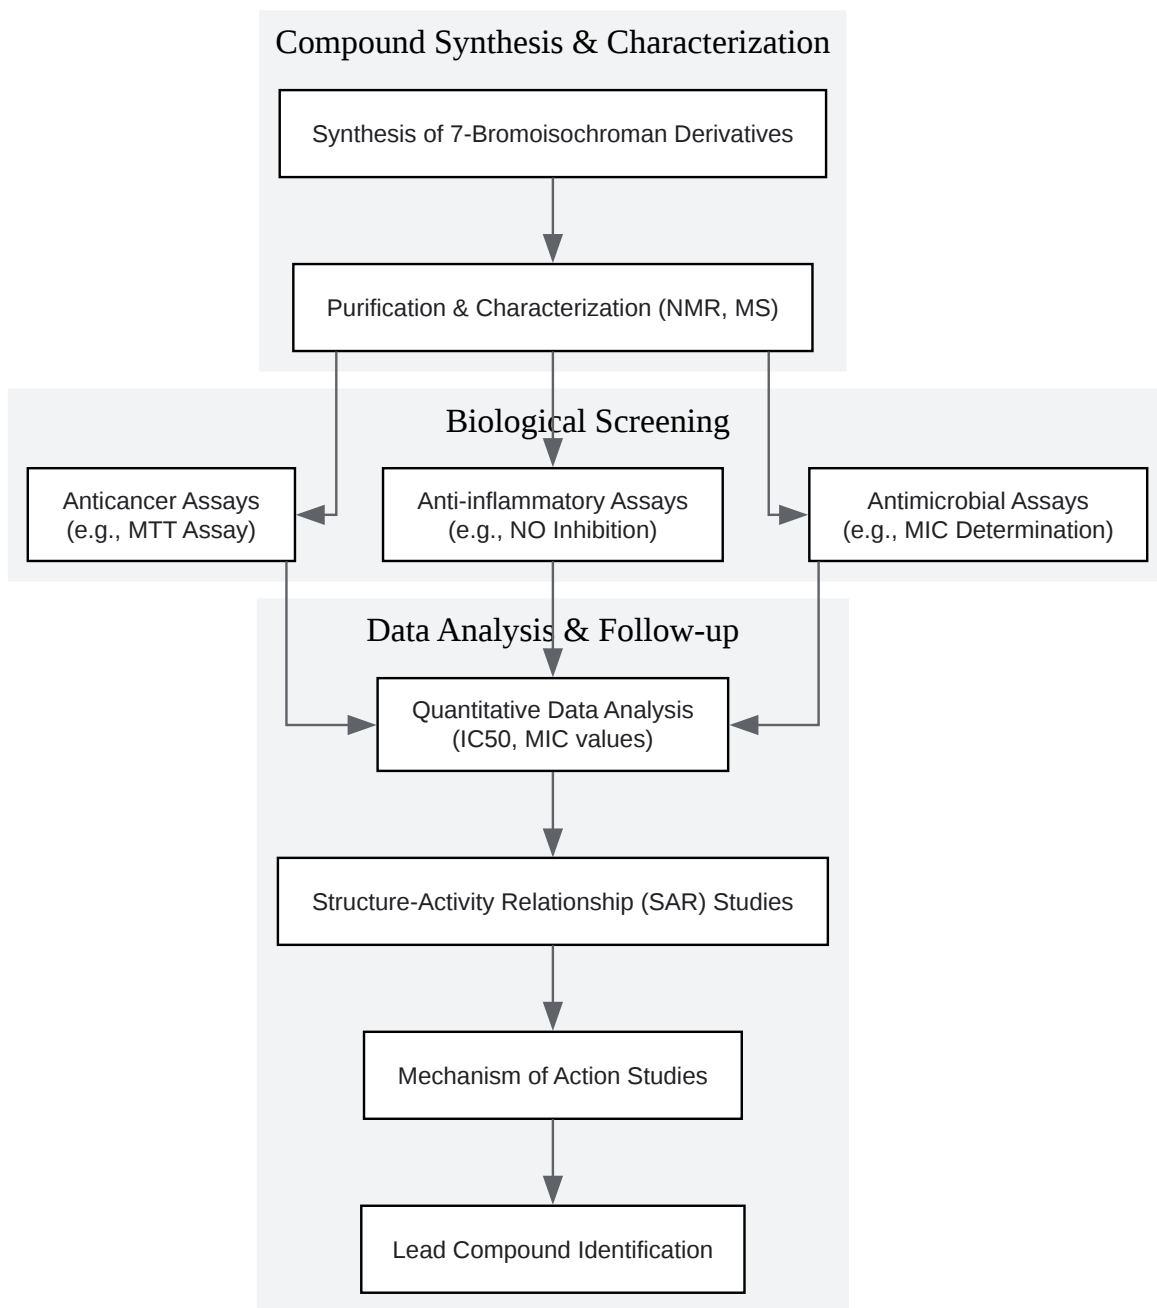 Compound Synthesis & Characterization
Synthesis of 7-Bromoisochroman Derivatives
Purification & Characterization (NMR, MS)
Biological Screening
Anticancer Assays
(e.g., MTT Assay)
Anti-inflammatory Assays
(e.g., NO Inhibition)
Antimicrobial Assays
(e.g., MIC Determination)
Data Analysis & Follow-up
Quantitative Data Analysis
(IC50, MIC values)
Structure-Activity Relationship (SAR) Studies
Mechanism of Action Studies
Lead Compound Identification